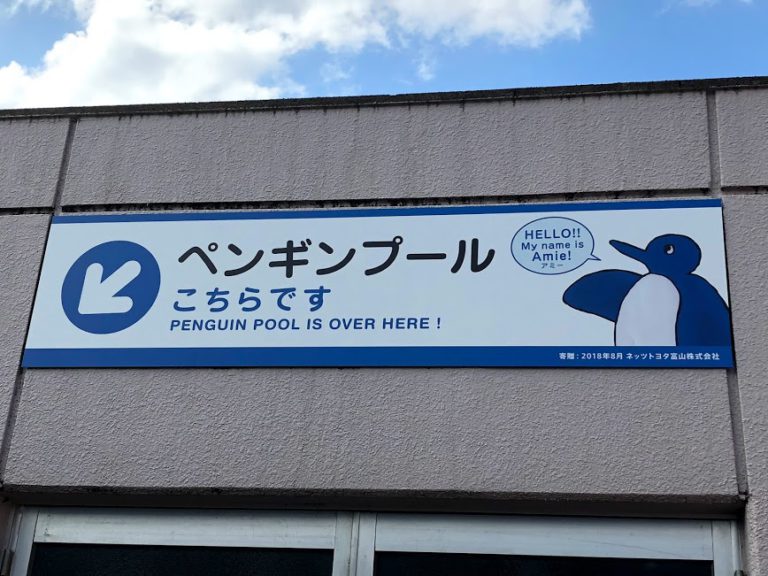 ペンギンプール
こちらです
PENGUIN POOL IS OVER HERE !
HELLO!!
My name is
Amie!
アミー
寄贈 : 2018年8月 ネッツトヨタ富山株式会社